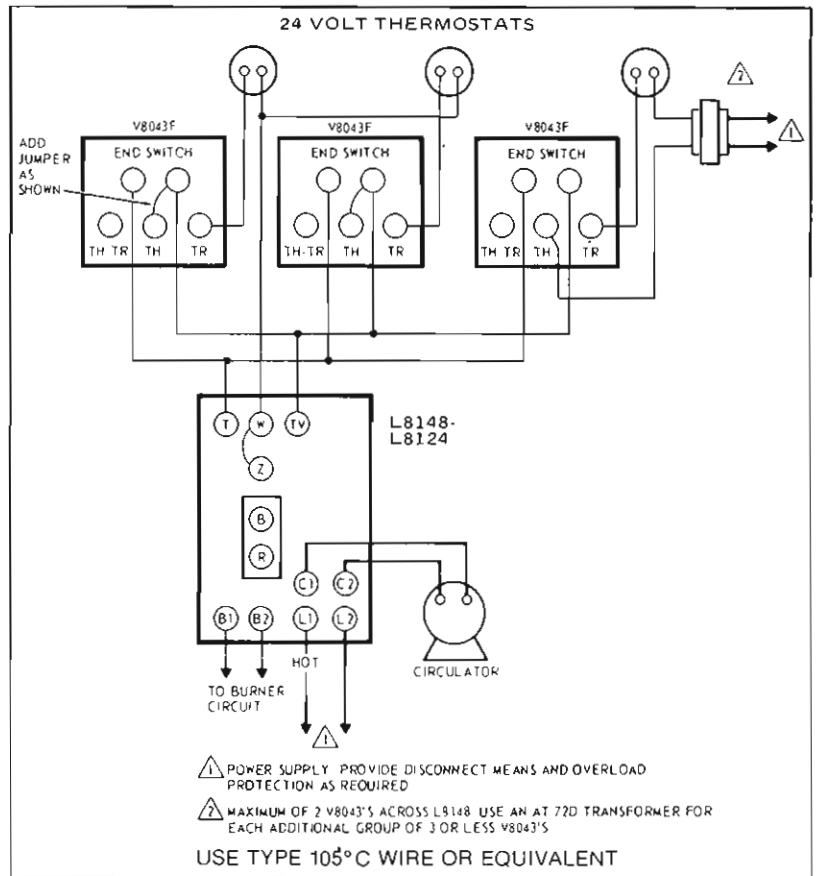 24 VOLT THERMOSTATS
2
1
V8043F
V8043F
V8043F
ADD
JUMPER
AS
SHOWN
END SWITCH
END SWITCH
END SWITCH
TH TR
TH
TR
TH-TR
TH
TR
TH TR
TH
TR
T
W
TV
L8148-
L8124
Z
B
R
C1
C2
B1
B2
L1
L2
HOT
CIRCULATOR
TO BURNER
CIRCUIT
1
1 POWER SUPPLY PROVIDE DISCONNECT MEANS AND OVERLOAD
PROTECTION AS REQUIRED
2 MAXIMUM OF 2 V8043'S ACROSS L8148 USE AN AT 72D TRANSFORMER FOR
EACH ADDITIONAL GROUP OF 3 OR LESS V8043'S
USE TYPE 105°C WIRE OR EQUIVALENT